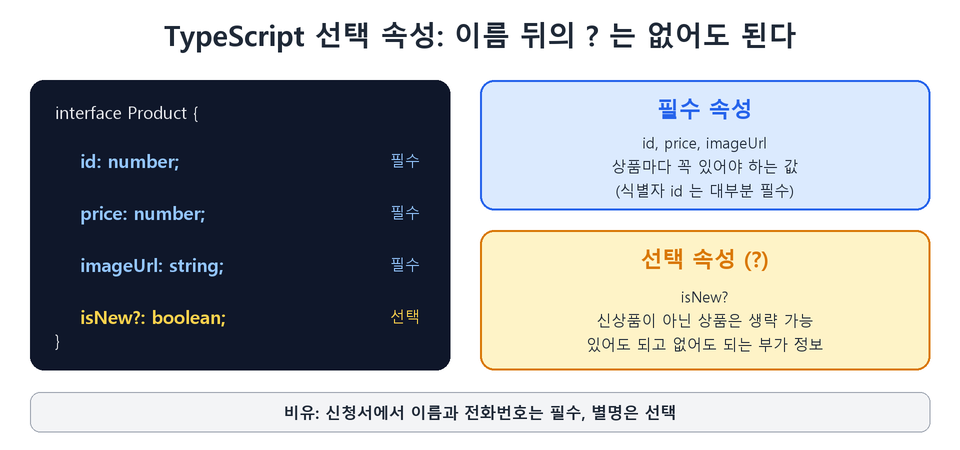 TypeScript 선택 속성: 이름 뒤의 ? 는 없어도 된다
interface Product {
id: number; 필수
price: number; 필수
imageUrl: string; 필수
isNew?: boolean; 선택
}
필수 속성
id, price, imageUrl
상품마다 꼭 있어야 하는 값
(식별자 id 는 대부분 필수)
선택 속성 (?)
isNew?
신상품이 아닌 상품은 생략 가능
있어도 되고 없어도 되는 부가 정보
비유: 신청서에서 이름과 전화번호는 필수, 별명은 선택